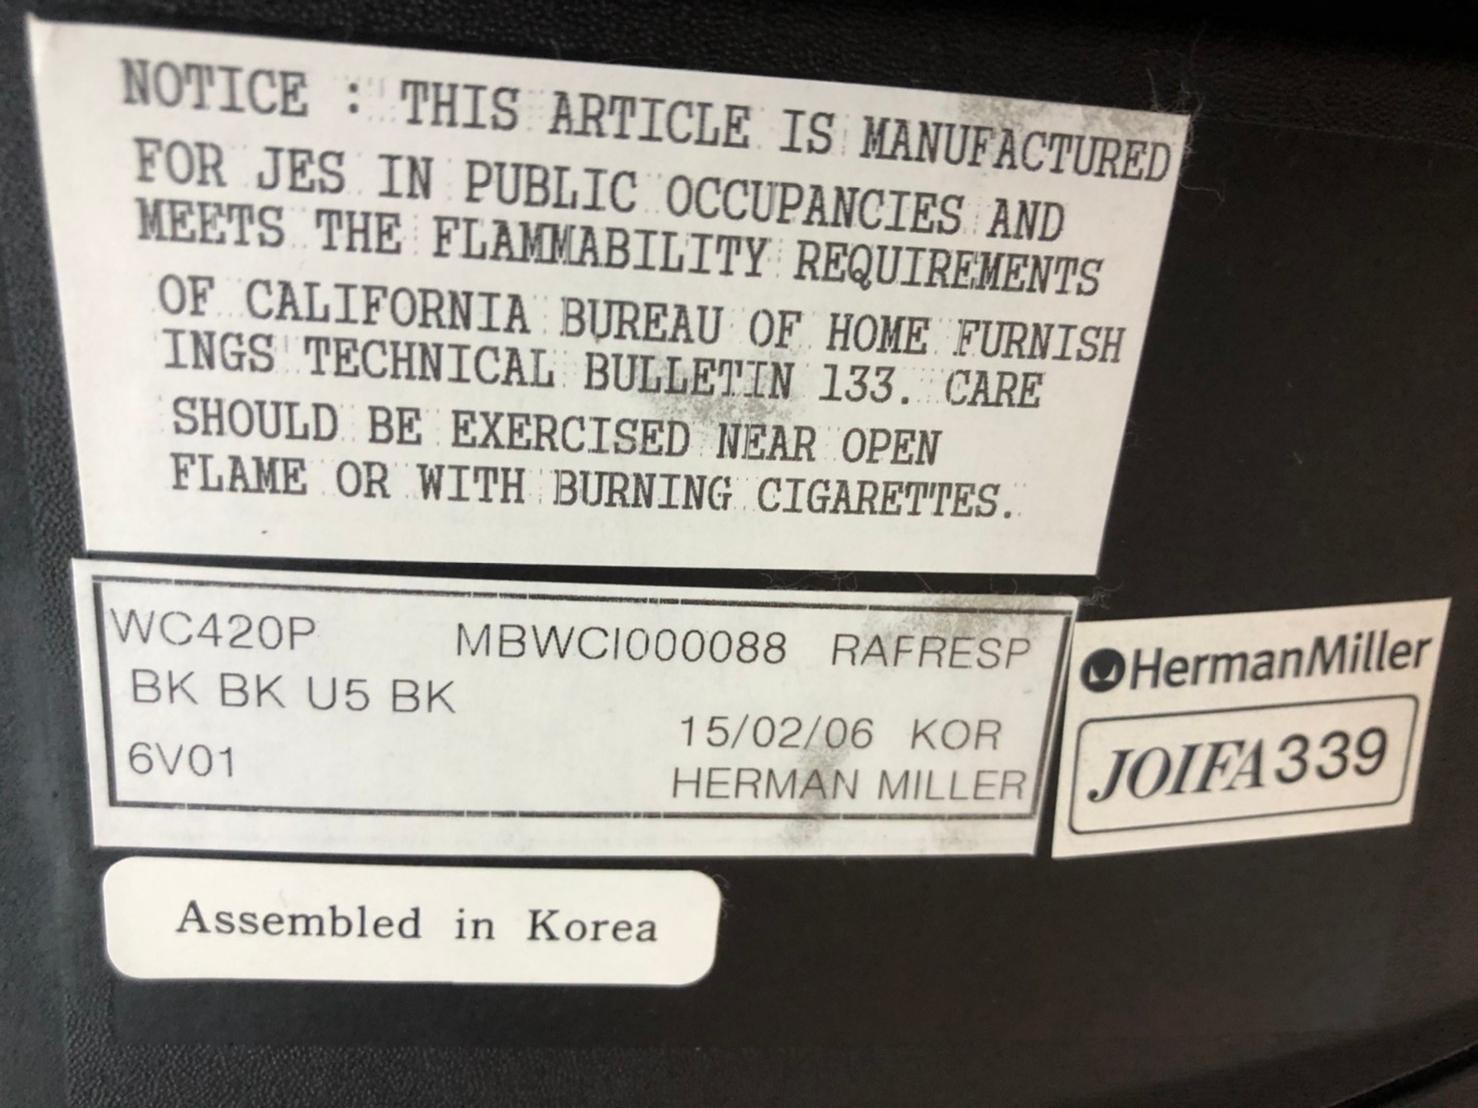 NOTICE : THIS ARTICLE IS MANUFACTURED
FOR JES IN PUBLIC OCCUPANCIES AND
MEETS THE FLAMMABILITY REQUIREMENTS
OF CALIFORNIA BUREAU OF HOME FURNISH
INGS TECHNICAL BULLETIN 133. CARE
SHOULD BE EXERCISED NEAR OPEN
FLAME OR WITH BURNING CIGARETTES.
WC420P MBWCI000088 RAFRESP
BK BK U5 BK
15/02/06 KOR
6V01
HERMAN MILLER
HermanMiller
JOIFA339
Assembled in Korea